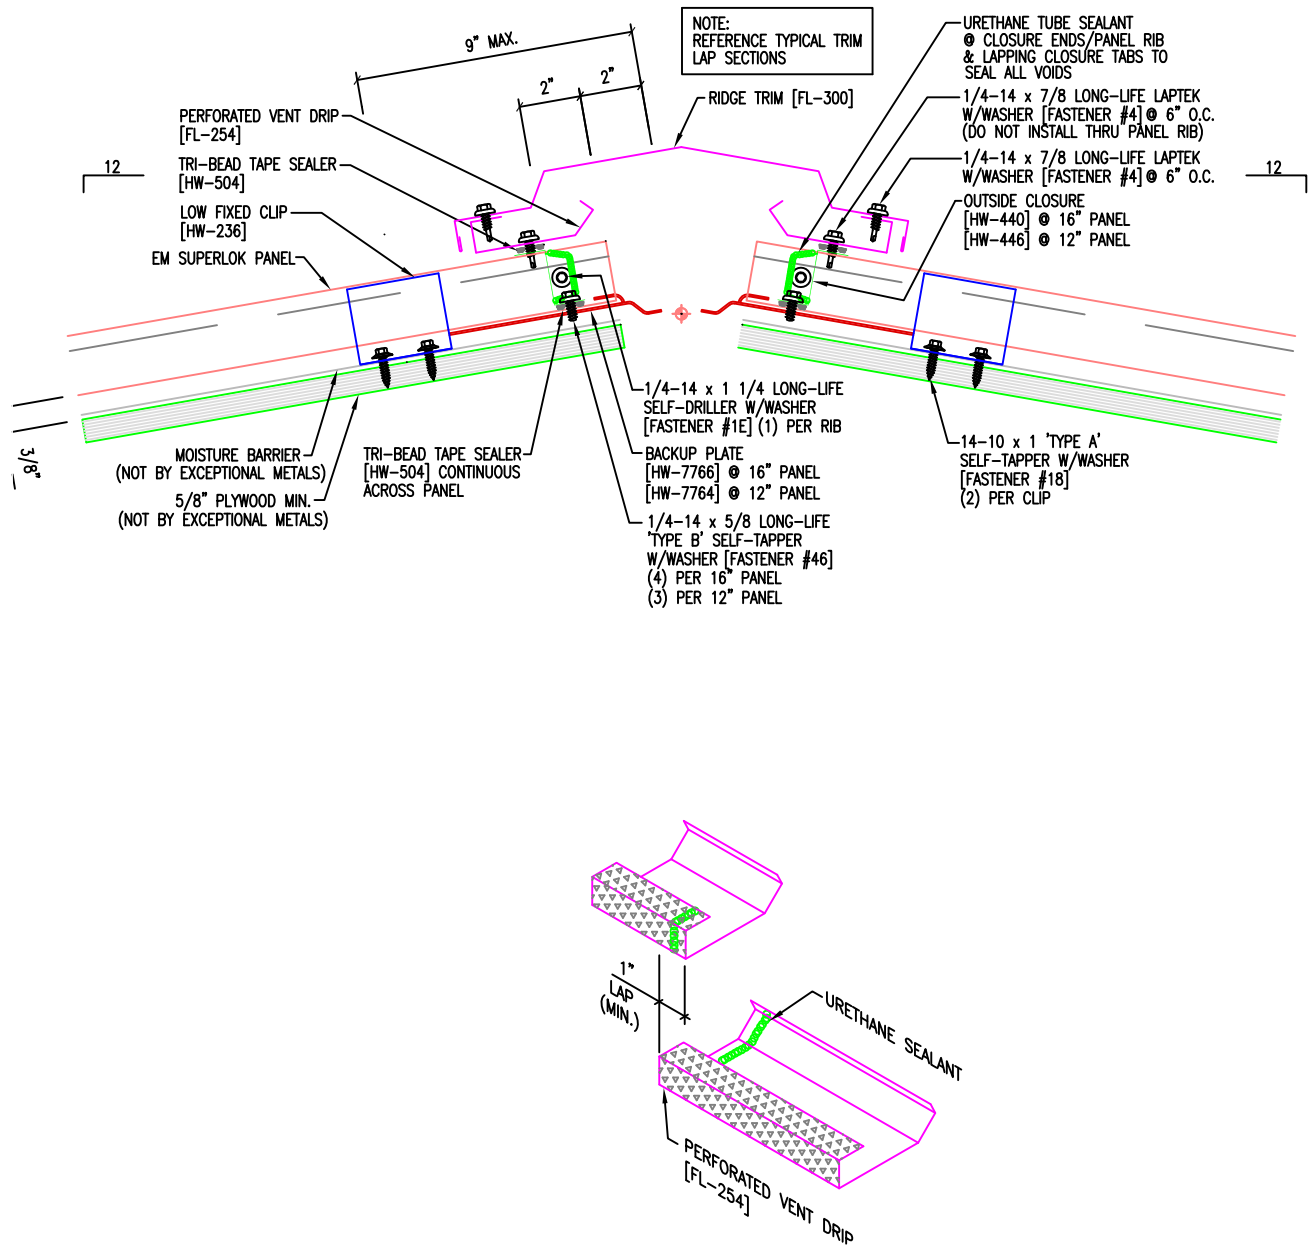 NOTE:
REFERENCE TYPICAL TRIM
LAP SECTIONS
9" MAX.
2"
2"
RIDGE TRIM [FL-300]
PERFORATED VENT DRIP
[FL-254]
TRI-BEAD TAPE SEALER
[HW-504]
LOW FIXED CLIP
[HW-236]
EM SUPERLOK PANEL
12
URETHANE TUBE SEALANT
@ CLOSURE ENDS/PANEL RIB
& LAPPING CLOSURE TABS TO
SEAL ALL VOIDS
1/4-14 x 7/8 LONG-LIFE LAPTEK
W/WASHER [FASTENER #4] @ 6" O.C.
(DO NOT INSTALL THRU PANEL RIB)
1/4-14 x 7/8 LONG-LIFE LAPTEK
W/WASHER [FASTENER #4] @ 6" O.C.
12
OUTSIDE CLOSURE
[HW-440] @ 16" PANEL
[HW-446] @ 12" PANEL
3/8"
MOISTURE BARRIER
(NOT BY EXCEPTIONAL METALS)
5/8" PLYWOOD MIN.
(NOT BY EXCEPTIONAL METALS)
TRI-BEAD TAPE SEALER
[HW-504] CONTINUOUS
ACROSS PANEL
1/4-14 x 1 1/4 LONG-LIFE
SELF-DRILLER W/WASHER
[FASTENER #1E] (1) PER RIB
BACKUP PLATE
[HW-7766] @ 16" PANEL
[HW-7764] @ 12" PANEL
1/4-14 x 5/8 LONG-LIFE
'TYPE B' SELF-TAPPER
W/WASHER [FASTENER #46]
(4) PER 16" PANEL
(3) PER 12" PANEL
14-10 x 1 'TYPE A'
SELF-TAPPER W/WASHER
[FASTENER #18]
(2) PER CLIP
1"
LAP
(MIN.)
URETHANE SEALANT
PERFORATED VENT DRIP
[FL-254]